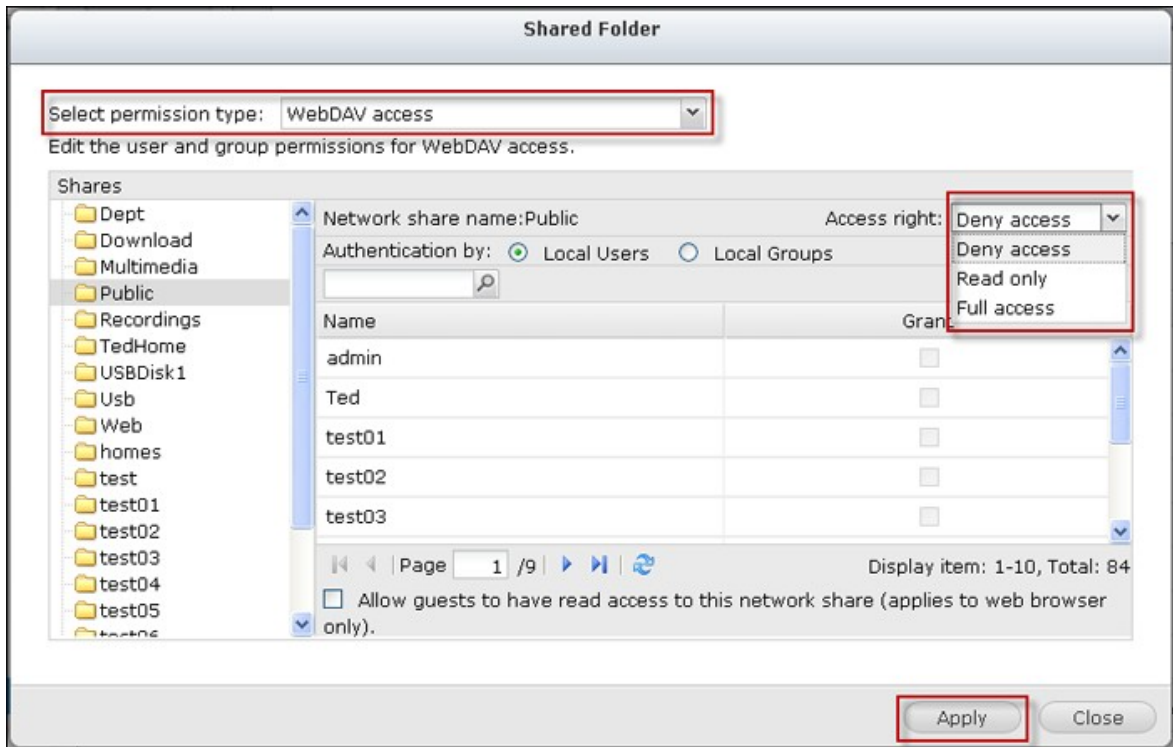 Shared Folder
Select permission type: WebDAV access
Edit the user and group permissions for WebDAV access.
Shares
Dept
Download
Multimedia
Public
Recordings
TedHome
USBDisk1
Usb
Web
homes
test
test01
test02
test03
test04
test05
test06
Network share name:Public
Access right: Deny access
Deny access
Read only
Full access
Authentication by: Local Users Local Groups
Name Grant
admin
Ted
test01
test02
test03
Page 1 /9
Display item: 1-10, Total: 84
Allow guests to have read access to this network share (applies to web browser
only).
Apply Close